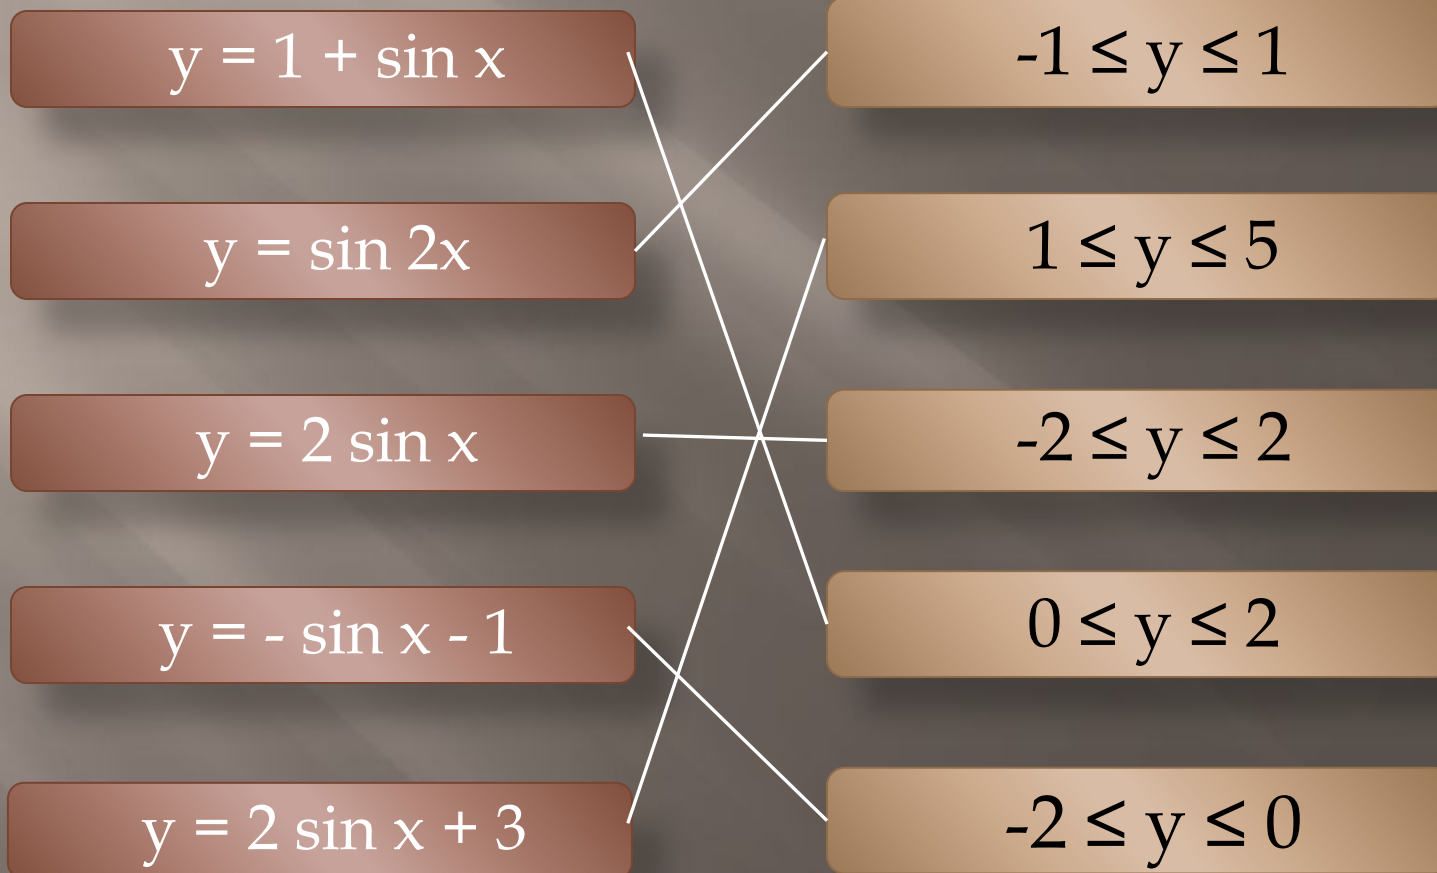 y = 1 + sin x
-1 ≤ y ≤ 1
y = sin 2x
1 ≤ y ≤ 5
y = 2 sin x
-2 ≤ y ≤ 2
y = - sin x - 1
0 ≤ y ≤ 2
y = 2 sin x + 3
-2 ≤ y ≤ 0